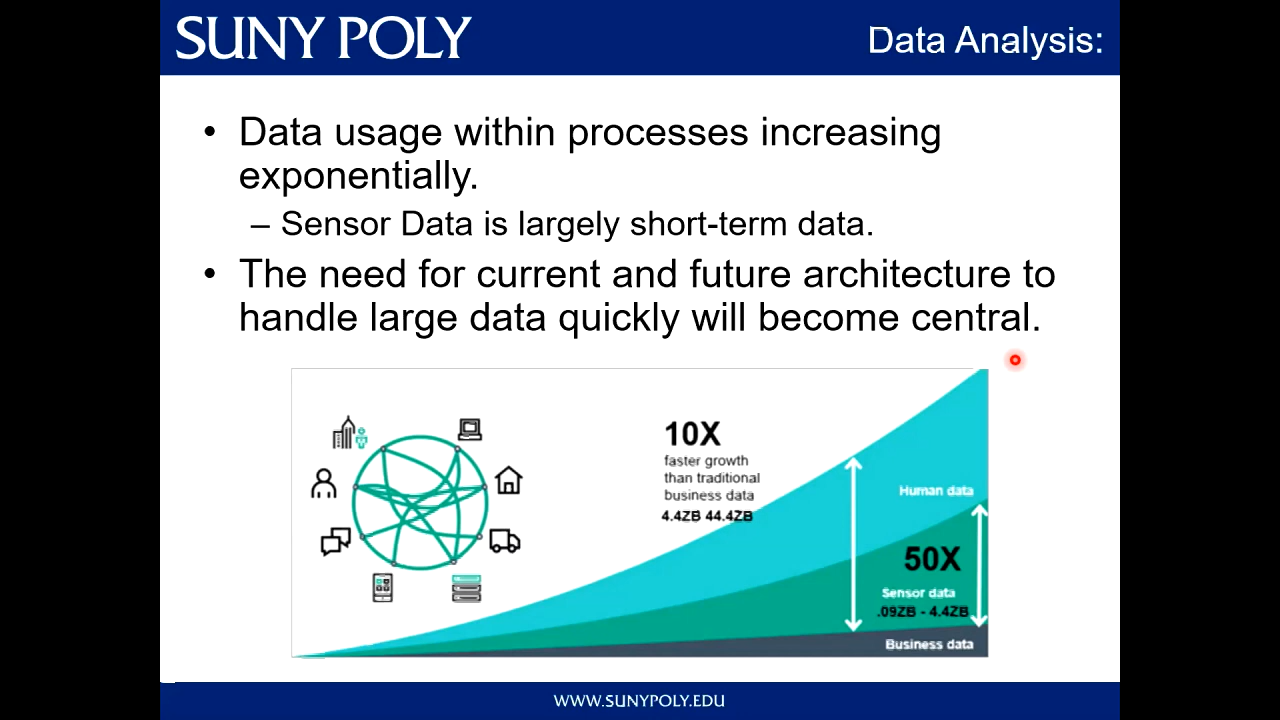 SUNY POLY
Data Analysis:
• Data usage within processes increasing
exponentially.
– Sensor Data is largely short-term data.
• The need for current and future architecture to
handle large data quickly will become central.
10X
faster growth
than traditional
business data
4.4ZB 44.4ZB
Human data
50X
Sensor data
.09ZB - 4.4ZB
Business data
WWW.SUNYPOLY.EDU